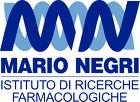 MARIO NEGRI
ISTITUTO DI RICERCHE
FARMACOLOGICHE